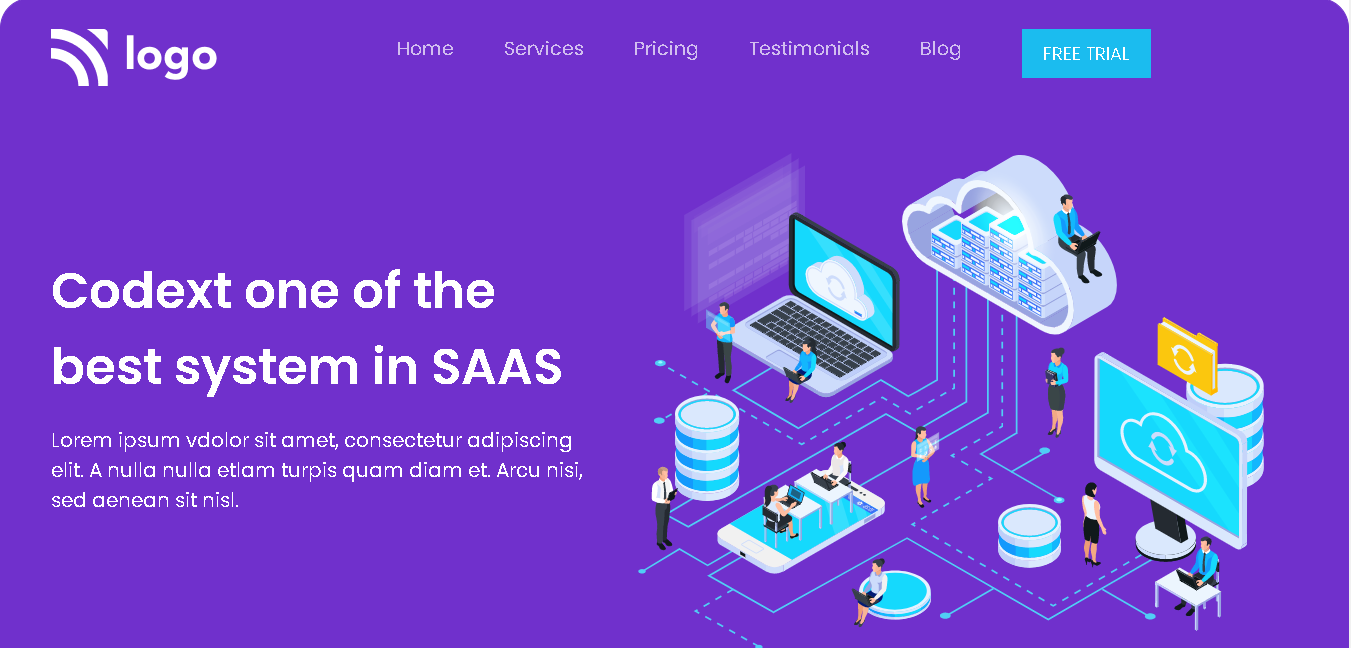 logo
Home Services Pricing Testimonials Blog FREE TRIAL
Codext one of the
best system in SAAS
Lorem ipsum vdolor sit amet, consectetur adipiscing
elit. A nulla nulla etlam turpis quam diam et. Arcu nisi,
sed aenean sit nisl.